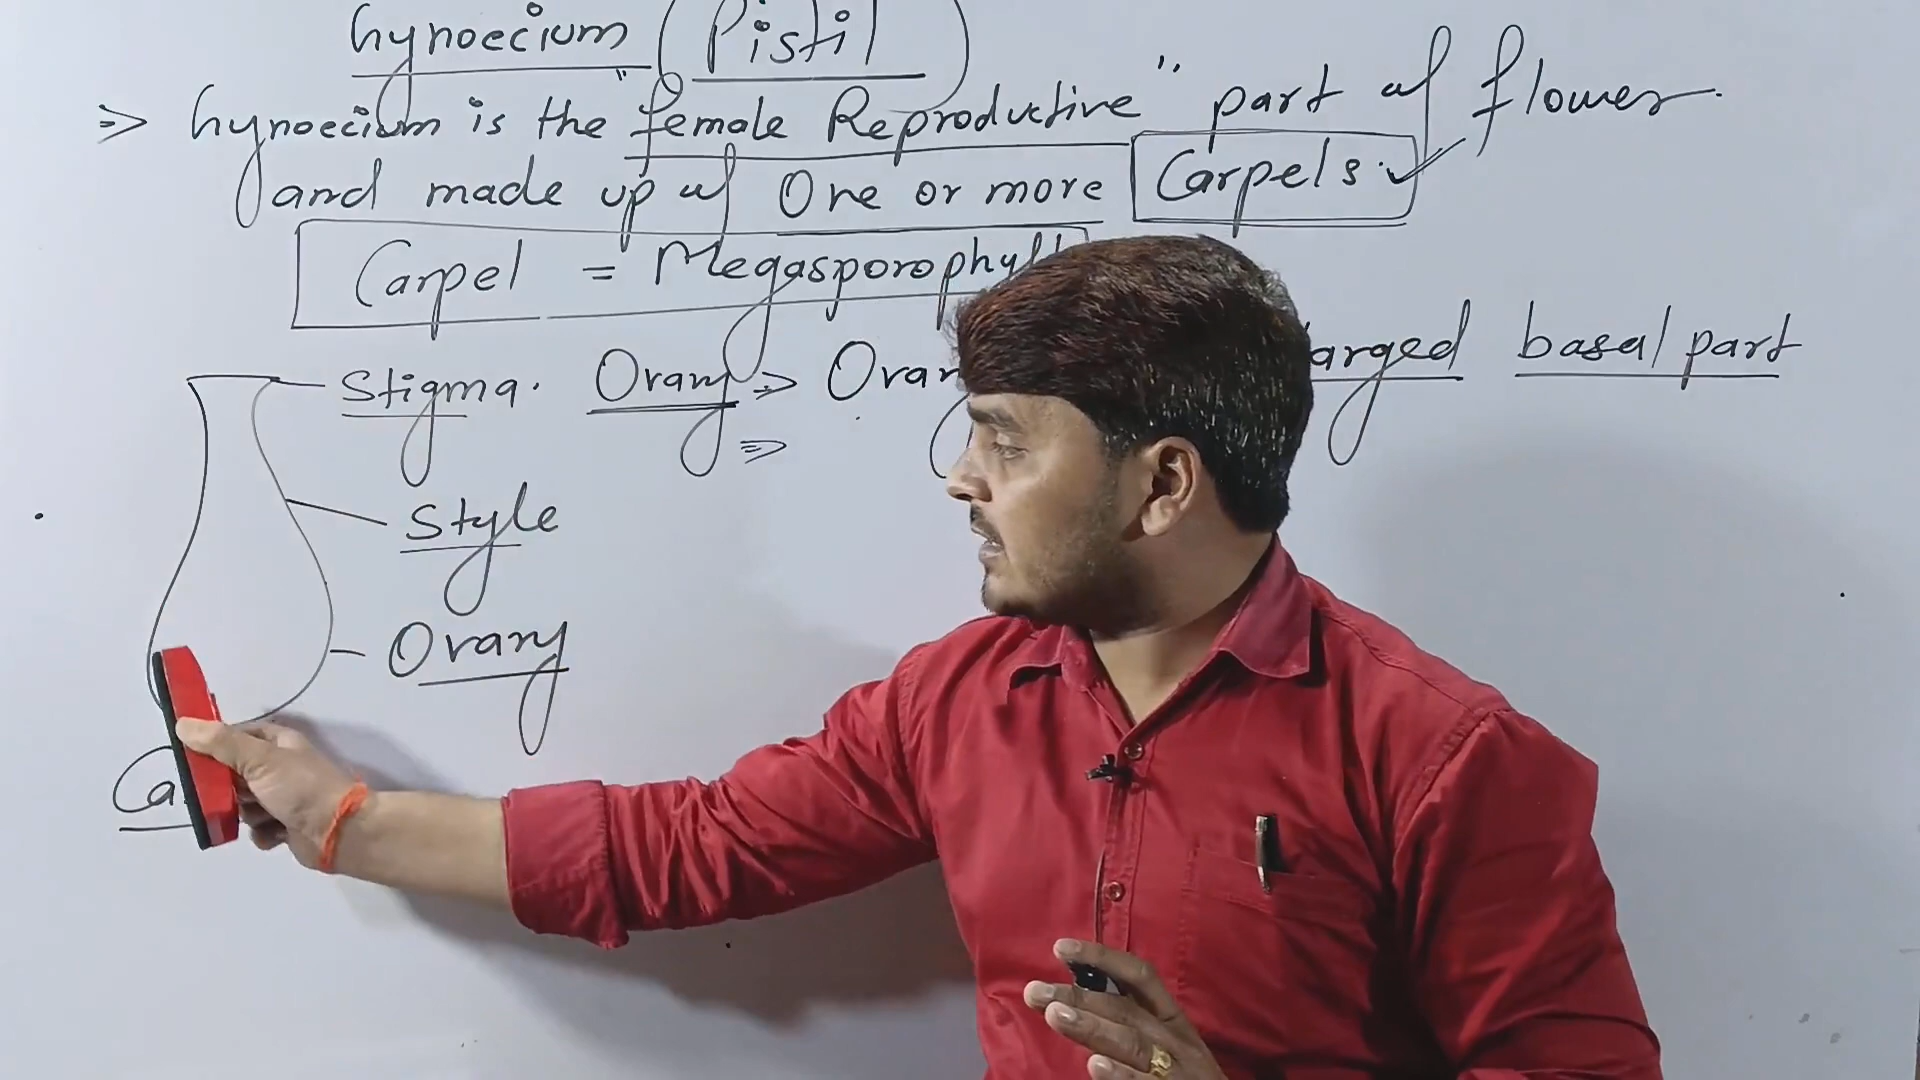 Gynoecium (Pistil)
⇒ Gynoecium is the "female Reproductive" part of flower.
and made up of One or more Carpels.
Carpel = Megasporophyll
Stigma. Ovary ⇒ arged basal part
⇒
Style
Ovary
Ca